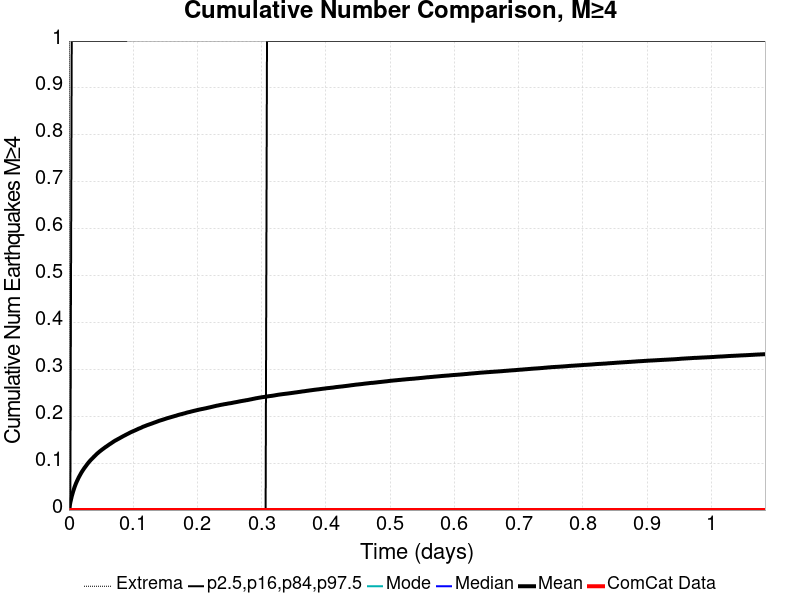 Cumulative Number Comparison, M≥4
Cumulative Num Earthquakes M≥4
1
0.9
0.8
0.7
0.6
0.5
0.4
0.3
0.2
0.1
0
0 0.1 0.2 0.3 0.4 0.5 0.6 0.7 0.8 0.9 1
Time (days)
Extrema p2.5,p16,p84,p97.5 Mode Median Mean ComCat Data